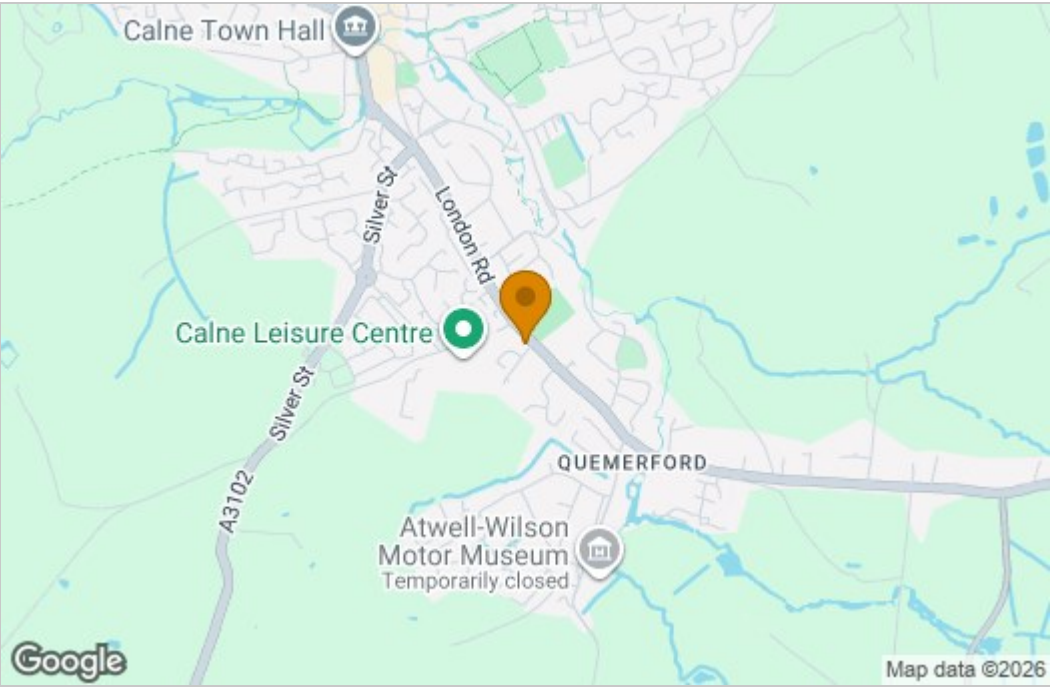 Calne Town Hall
Silver St
London Rd
Calne Leisure Centre
Silver St
QUEMERFORD
A3102
Atwell-Wilson
Motor Museum
Temporarily closed
Google
Map data ©2026